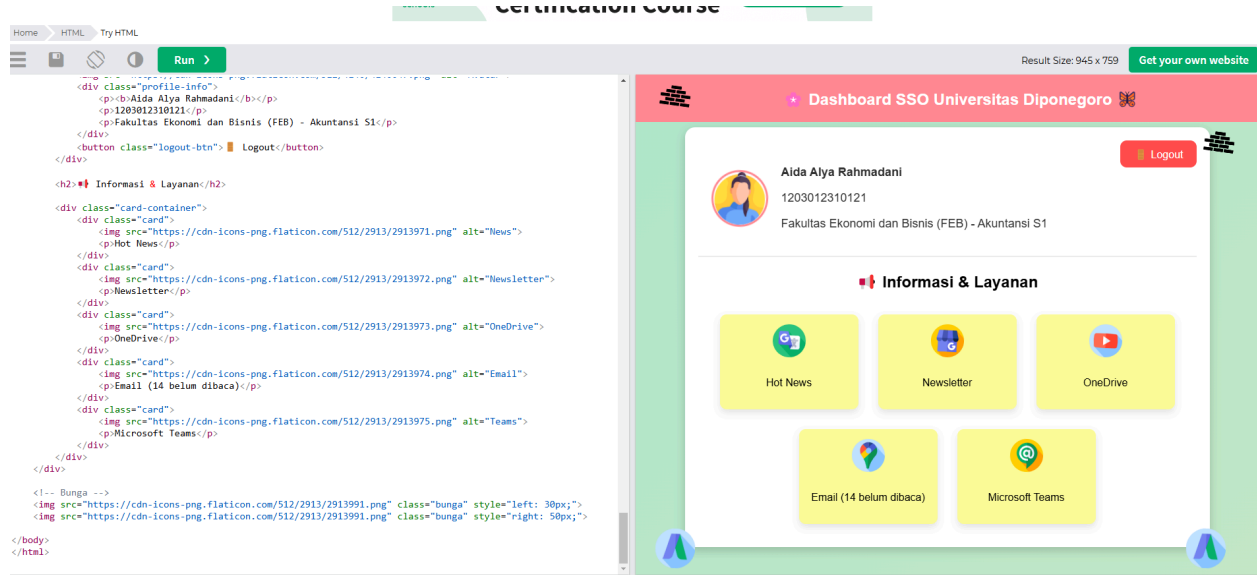 Certification Course
Home
HTML
Try HTML
Run
Result Size: 945 x 759
Get your own website
<div class="profile-info">
<p><b>Aida Alya Rahmadani</b></p>
<p>1203012310121</p>
<p>Fakultas Ekonomi dan Bisnis (FEB) - Akuntansi S1</p>
</div>
<button class="logout-btn">🚪 Logout</button>
</div>
<h2>📢 Informasi & Layanan</h2>
<div class="card-container">
<div class="card">
<img src="https://cdn-icons-png.flaticon.com/512/2913/2913971.png" alt="News">
<p>Hot News</p>
</div>
<div class="card">
<img src="https://cdn-icons-png.flaticon.com/512/2913/2913972.png" alt="Newsletter">
<p>Newsletter</p>
</div>
<div class="card">
<img src="https://cdn-icons-png.flaticon.com/512/2913/2913973.png" alt="OneDrive">
<p>OneDrive</p>
</div>
<div class="card">
<img src="https://cdn-icons-png.flaticon.com/512/2913/2913974.png" alt="Email">
<p>Email (14 belum dibaca)</p>
</div>
<div class="card">
<img src="https://cdn-icons-png.flaticon.com/512/2913/2913975.png" alt="Teams">
<p>Microsoft Teams</p>
</div>
</div>
</div>
<!-- Bunga -->
<img src="https://cdn-icons-png.flaticon.com/512/2913/2913991.png" class="bunga" style="left: 30px;">
<img src="https://cdn-icons-png.flaticon.com/512/2913/2913991.png" class="bunga" style="right: 50px;">
</body>
</html>
🌸 Dashboard SSO Universitas Diponegoro 🦋
🚪 Logout
Aida Alya Rahmadani
1203012310121
Fakultas Ekonomi dan Bisnis (FEB) - Akuntansi S1
📢 Informasi & Layanan
Hot News
Newsletter
OneDrive
Email (14 belum dibaca)
Microsoft Teams